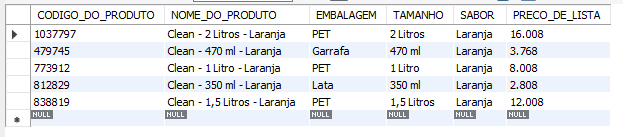 CODIGO_DO_PRODUTO NOME_DO_PRODUTO EMBALAGEM TAMANHO SABOR PRECO_DE_LISTA
1037797 Clean - 2 Litros - Laranja PET 2 Litros Laranja 16.008
479745 Clean - 470 ml - Laranja Garrafa 470 ml Laranja 3.768
773912 Clean - 1 Litro - Laranja PET 1 Litro Laranja 8.008
812829 Clean - 350 ml - Laranja Lata 350 ml Laranja 2.808
838819 Clean - 1,5 Litros - Laranja PET 1,5 Litros Laranja 12.008
NULL NULL NULL NULL NULL NULL